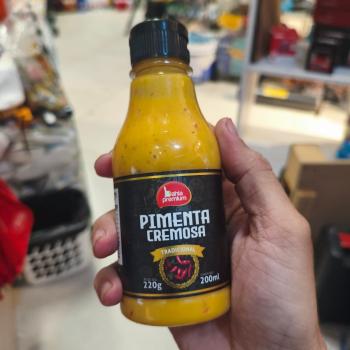 Bahia
premium
PIMENTA
CREMOSA
TRADICIONAL
220g
200ml